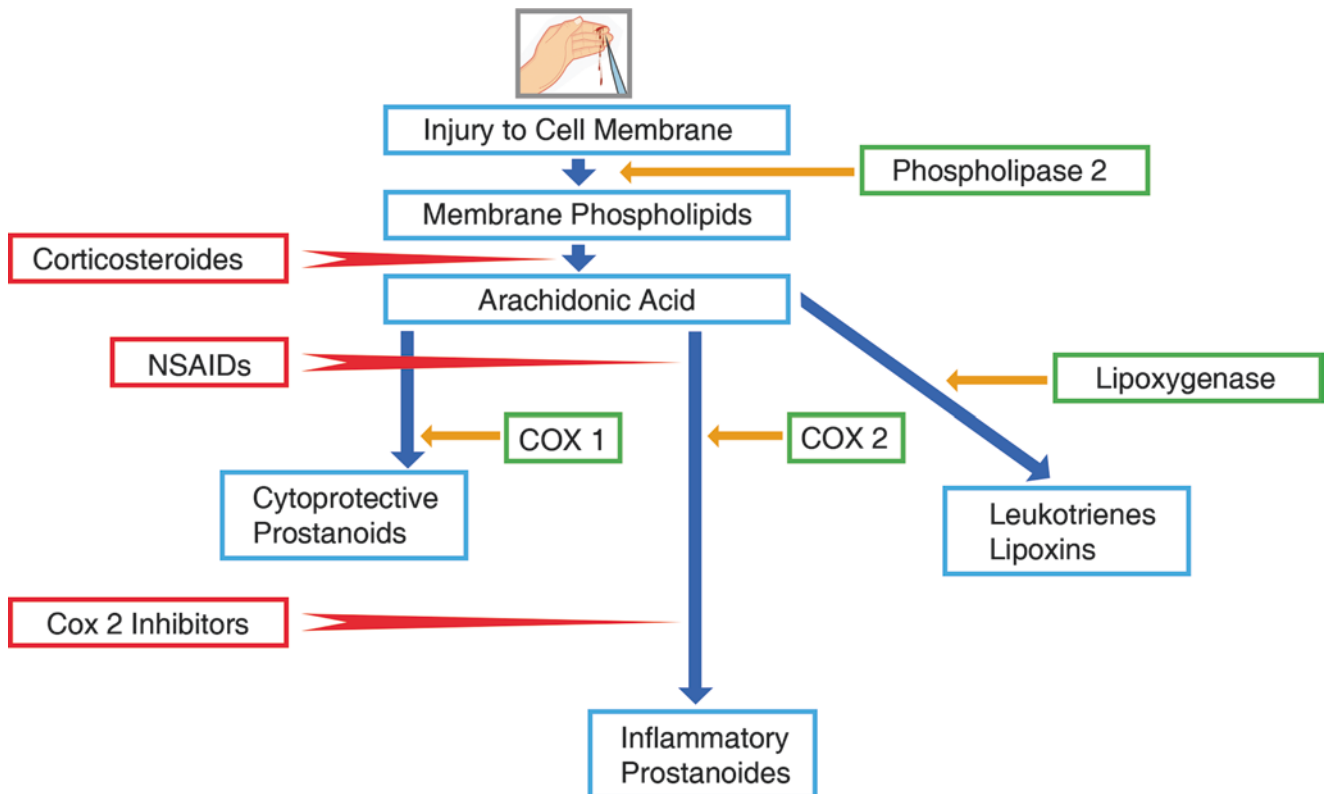 Injury to Cell Membrane
Phospholipase 2
Membrane Phospholipids
Corticosteroides
Arachidonic Acid
NSAIDs
Lipoxygenase
COX 1
COX 2
Cytoprotective
Prostanoids
Leukotrienes
Lipoxins
Cox 2 Inhibitors
Inflammatory
Prostanoides